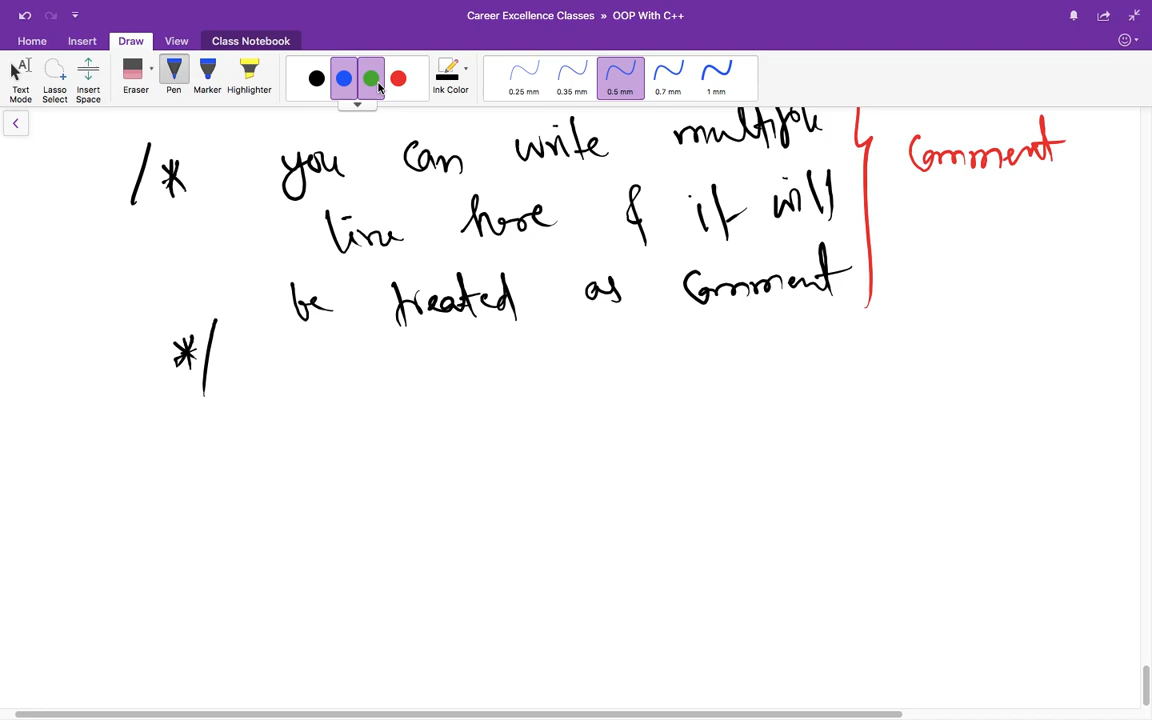 Career Excellence Classes » OOP With C++
Home Insert Draw View Class Notebook
Text Mode
Lasso Select
Insert Space
Eraser
Pen
Marker
Highlighter
Ink Color
0.25 mm
0.35 mm
0.5 mm
0.7 mm
1 mm
/* you can write multiple
line here & it will
be treated as Comment
*/
Comment